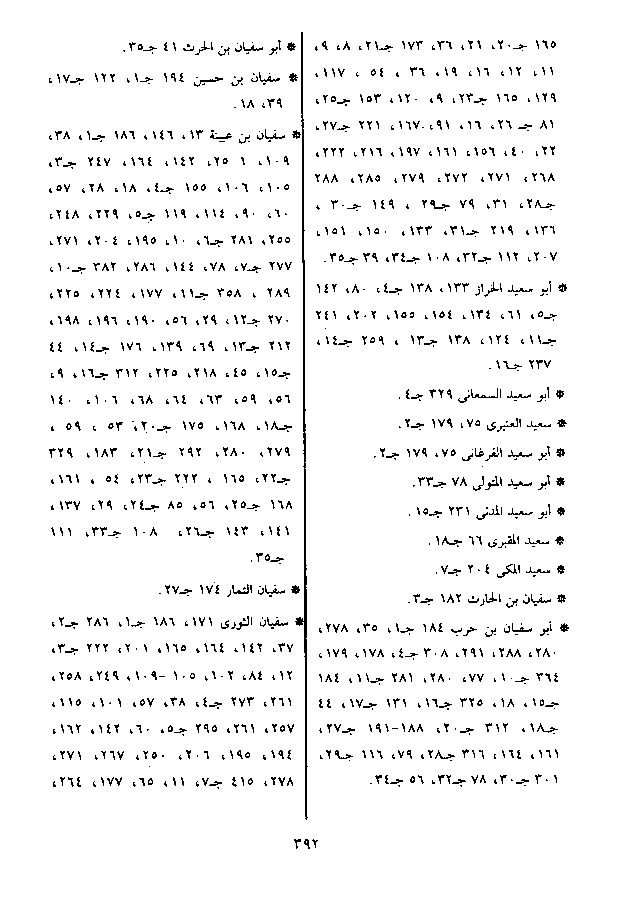 ١٦٥ جـ٢٠، ٢١، ٣٦، ١٧٣ جـ٢١، ٨، ٩،
١١، ١٢، ١٦، ١٩، ٣٦ ، ٥٤ ، ١١٧،
١٢٩، ١٦٥ جـ٢٣، ٩، ١٢٠، ١٥٣ جـ٢٥،
٨١ جـ٢٦، ١٦، ٩١، ١٦٧، ٢٢١ جـ٢٧،
٢٢، ٤٠، ١٥٦، ١٦١، ١٩٧، ٢١٦، ٢٢٢،
٢٦٨، ٢٧١، ٢٧٢، ٢٧٩، ٢٨٥، ٢٨٨
جـ٢٨، ٣١، ٧٩ جـ٢٩ ، ١٤٩ جـ٣٠ ،
١٣٦، ٢١٩ جـ٣١، ١٣٣، ١٥٠، ١٥١،
٢٠٧، ١١٢ جـ٣٢، ١٠٨ جـ٣٤، ٣٩ جـ٣٥.
* أبو سعيد الخراز ١٣٣، ١٣٨ جـ٤، ٨٠، ١٤٢
جـ٥، ٦١، ١٣٤، ١٥٤، ١٥٥، ٢٠٢، ٢٤١
جـ١١، ١٢٤، ١٣٨ جـ١٣ ، ٢٥٩ جـ١٤،
٢٣٧ جـ١٦.
* أبو سعيد السمعانى ٣٢٩ جـ٤.
* سعيد العنبرى ٧٥، ١٧٩ جـ٢.
* أبو سعيد الفرغانى ٧٥، ١٧٩ جـ٢.
* أبو سعيد المتولى ٧٨ جـ٣٣.
* أبو سعيد المدنى ٢٣١ جـ١٥.
* سعيد المقبرى ٦٦ جـ١٨.
* سعيد المكى ٢٠٤ جـ٧.
* سفيان بن الحارث ١٨٢ جـ٣.
* أبو سفيان بن حرب ١٨٤ جـ١، ٣٥، ٢٧٨،
٢٨٠، ٢٨٨، ٢٩١، ٣٠٨ جـ٤، ١٧٨، ١٧٩،
٣٦٤ جـ١٠، ٧٧، ٢٨٠، ٢٨١ جـ١١، ١٨٤
جـ١٥، ١٨، ٣٢٥ جـ١٦، ١٣١ جـ١٧، ٤٤
جـ١٨، ٣١٢ جـ٢٠، ١٨٨-١٩١ جـ٢٧،
١٦١، ١٦٤، ٣١٦ جـ٢٨، ٧٩، ١١٦ جـ٢٩،
٣٠١ جـ٣٠، ٧٨ جـ٣٢، ٥٦ جـ٣٤.
* أبو سفيان بن الحرث ٤١ جـ٣٥.
* سفيان بن حسين ١٩٤ جـ١، ١٢٢ جـ١٧،
٣٩، ١٨.
* سفيان بن عيينة ١٣، ١٤٦، ١٨٦ جـ١، ٣٨،
١٠٩، ٦ ٢٥، ١٤٢، ١٦٤، ٢٤٧ جـ٣،
١٠٥، ١٠٦، ١٥٥ جـ٤، ١٨، ٢٨، ٥٧،
٦٠، ٩٠، ١١٤، ١١٩ جـ٥، ٢٢٩، ٢٤٨،
٢٥٥، ٢٨١ جـ٦، ١٠، ١٩٥، ٢٠٤، ٢٧١،
٢٧٧ جـ٧، ٧٨، ١٤٤، ٢٨٦، ٣٨٢ جـ١٠،
٢٨٩ ، ٣٥٨ جـ١١، ١٧٧، ٢٢٤، ٢٢٥،
٢٧٠ جـ١٢، ٢٩، ٥٦، ١٩٠، ١٩٦، ١٩٨،
٢١٢ جـ١٣، ٦٩، ١٣٩، ١٧٦ جـ١٤، ٤٤
جـ١٥، ٤٥، ٢١٨، ٢٢٥، ٣١٢ جـ١٦، ٩،
٥٦، ٥٩، ٦٣، ٦٤، ٦٨، ١٠٦، ١٤٠
جـ١٨، ١٦٨، ١٧٥ جـ٢٠، ٥٣ ، ٥٩ ،
٢٧٩، ٢٨٠، ٢٩٢ جـ٢١، ١٨٣، ٣٢٩
جـ٢٢، ١٦٥ ، ٢٢٢ جـ٢٣، ٥٤ ، ١٦١،
١٦٨ جـ٢٥، ٥٦، ٨٥ جـ٢٤، ٢٩، ١٣٧،
١٤١، ١٤٣ جـ٢٦، ١٠٨ جـ٣٣، ١١١
جـ٣٥.
* سفيان التمار ١٧٤ جـ٢٧.
* سفيان الثورى ١٧١، ١٨٦ جـ١، ٢٨٦ جـ٢،
٣٧، ١٤٢، ١٦٤، ١٦٥، ٢٠١، ٢٢٢ جـ٣،
١٢، ٨٤، ١٠٢، ١٠٥ -١٠٩، ٢٤٩، ٢٥٨،
٢٦١، ٢٧٣ جـ٤، ٣٨، ٥٧، ١٠١، ١١٥،
٢٥٧، ٢٦١، ٢٩٥ جـ٥، ٦٠، ١٤٢، ١٦٢،
١٩٤، ١٩٥، ٢٠٦، ٢٥٠، ٢٦٧، ٢٧١،
٢٧٨، ٤١٥ جـ٧، ١١، ٦٥، ١٧٧، ٢٦٤،
٣٩٢